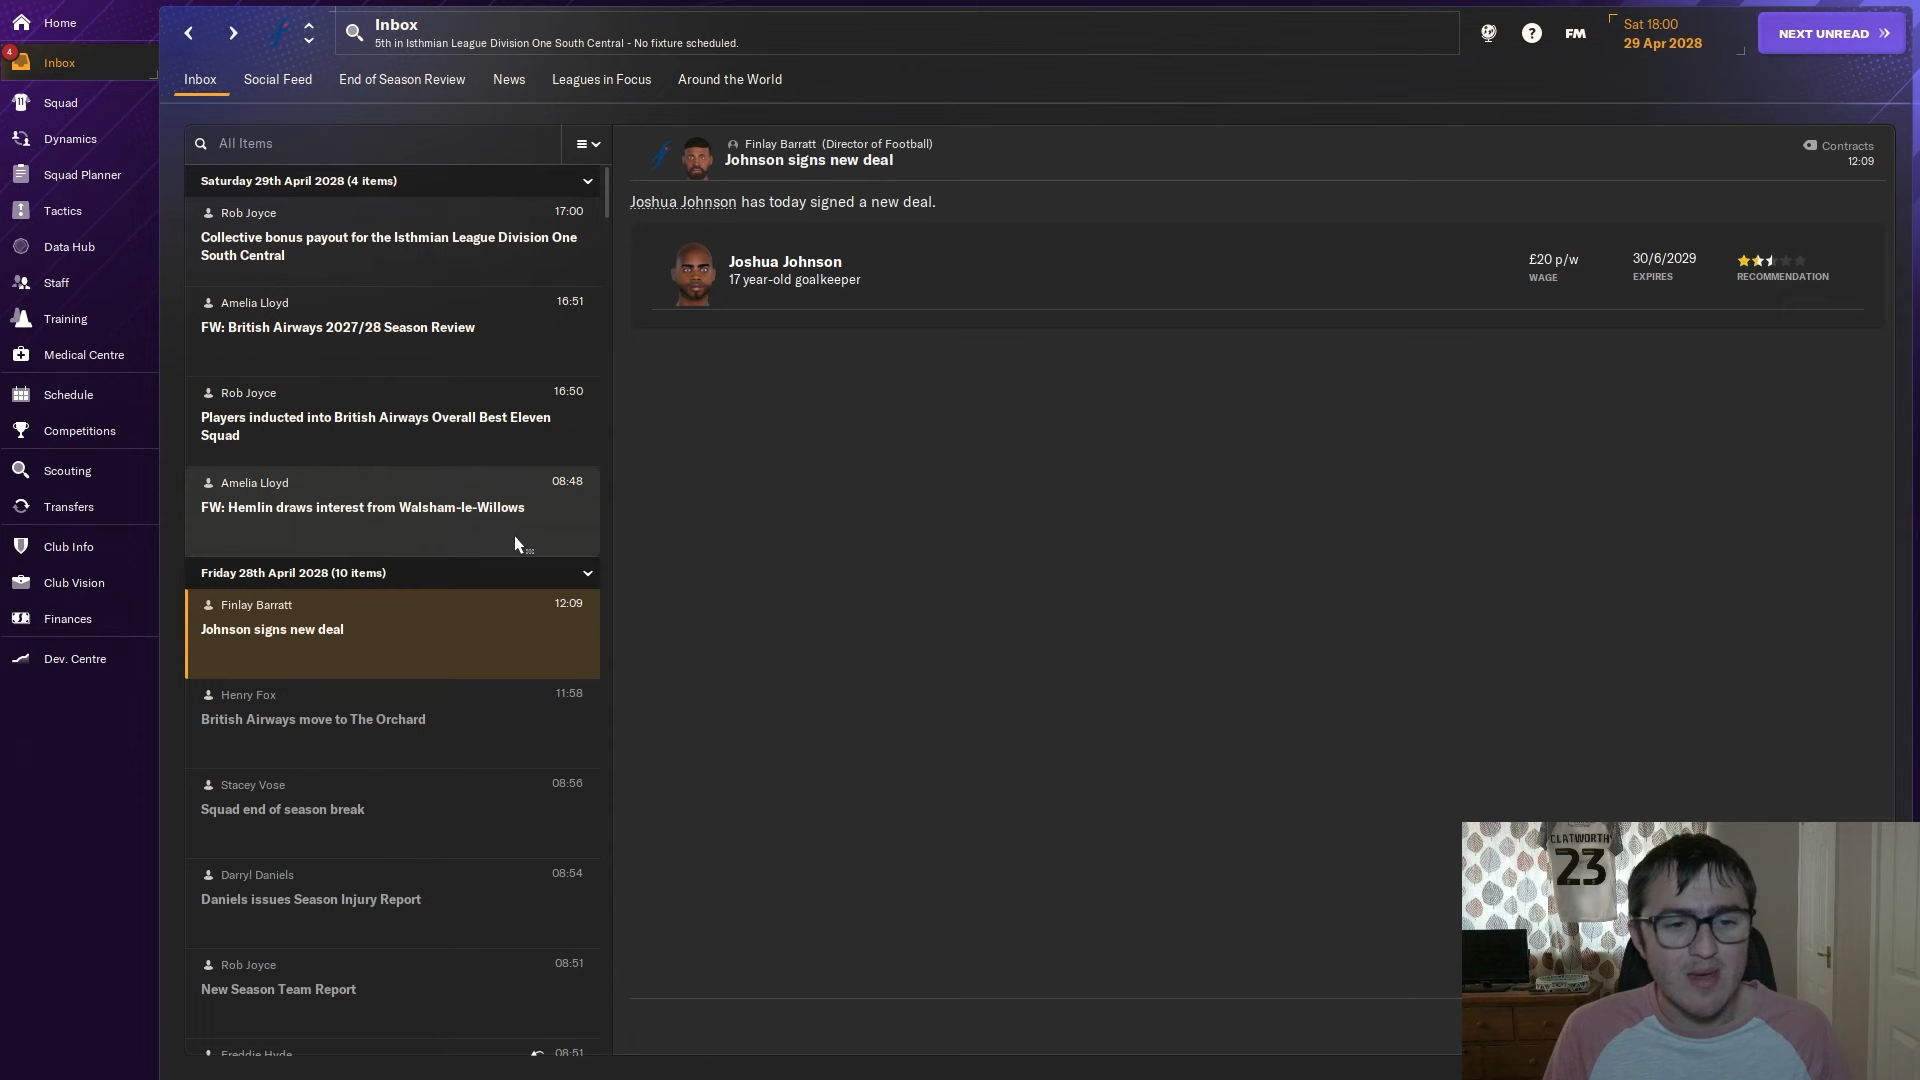 Home
4
Inbox
Squad
Dynamics
Squad Planner
Tactics
Data Hub
Staff
Training
Medical Centre
Schedule
Competitions
Scouting
Transfers
Club Info
Club Vision
Finances
Dev. Centre
Inbox
5th in Isthmian League Division One South Central - No fixture scheduled.
FM
Sat 18:00
29 Apr 2028
NEXT UNREAD
Inbox
Social Feed
End of Season Review
News
Leagues in Focus
Around the World
All Items
Saturday 29th April 2028 (4 items)
Rob Joyce 17:00
Collective bonus payout for the Isthmian League Division One
South Central
Amelia Lloyd 16:51
FW: British Airways 2027/28 Season Review
Rob Joyce 16:50
Players inducted into British Airways Overall Best Eleven
Squad
Amelia Lloyd 08:48
FW: Hemlin draws interest from Walsham-le-Willows
Friday 28th April 2028 (10 items)
Finlay Barratt 12:09
Johnson signs new deal
Henry Fox 11:58
British Airways move to The Orchard
Stacey Vose 08:56
Squad end of season break
Darryl Daniels 08:54
Daniels issues Season Injury Report
Rob Joyce 08:51
New Season Team Report
Freddie Hyde 08:51
Finlay Barratt (Director of Football)
Johnson signs new deal
Contracts
12:09
Joshua Johnson has today signed a new deal.
Joshua Johnson
17 year-old goalkeeper
£20 p/w
WAGE
30/6/2029
EXPIRES
RECOMMENDATION
CLATWORTHY
23